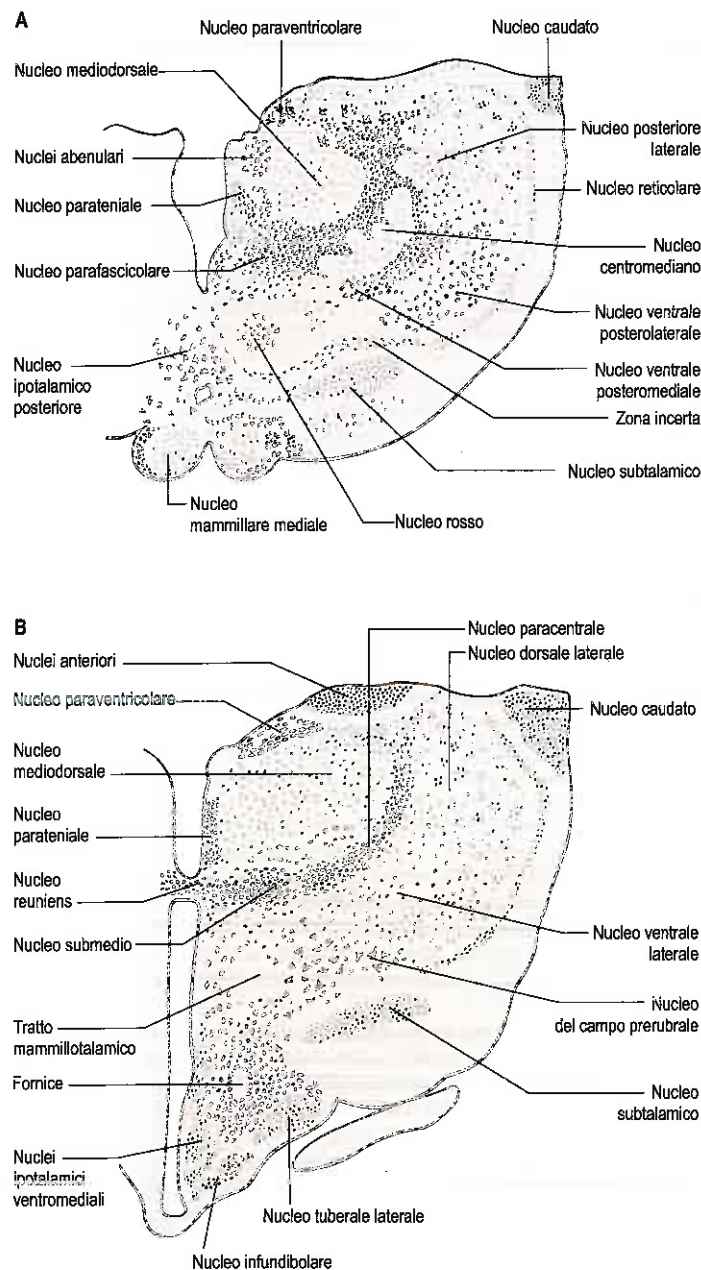 A
Nucleo paraventricolare
Nucleo caudato
Nucleo mediodorsale
Nucleo posteriore
laterale
Nuclei abenulari
Nucleo reticolare
Nucleo parateniale
Nucleo
centromediano
Nucleo parafascicolare
Nucleo ventrale
posterolaterale
Nucleo
ipotalamico
posteriore
Nucleo ventrale
posteromediale
Zona incerta
Nucleo subtalamico
Nucleo
mammillare mediale
Nucleo rosso
B
Nucleo paracentrale
Nucleo dorsale laterale
Nuclei anteriori
Nucleo paraventricolare
Nucleo caudato
Nucleo
mediodorsale
Nucleo
parateniale
Nucleo
reuniens
Nucleo submedio
Nucleo ventrale
laterale
Tratto
mammillotalamico
Nucleo
del campo prerubrale
Fornice
Nucleo
subtalamico
Nuclei
ipotalamici
ventromediali
Nucleo tuberale laterale
Nucleo infundibolare